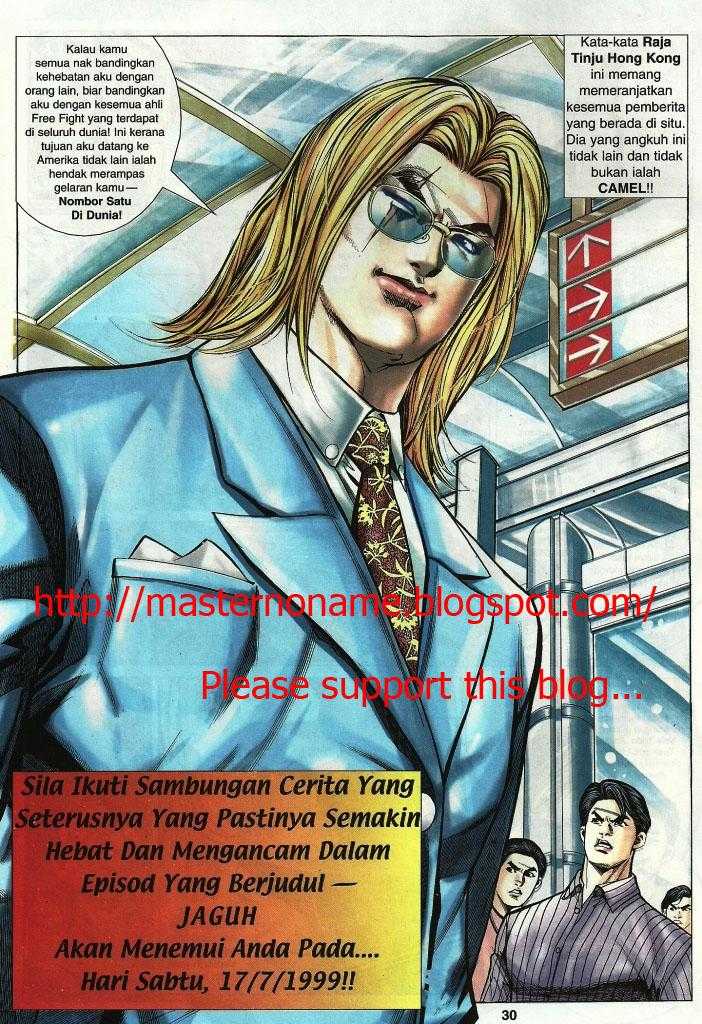 Kalau kamu
semua nak bandingkan
kehebatan aku dengan
orang lain, biar bandingkan
aku dengan kesemua ahli
Free Fight yang terdapat
di seluruh dunia! Ini kerana
tujuan aku datang ke
Amerika tidak lain ialah
hendak merampas
gelaran kamu—
Nombor Satu
Di Dunia!
Kata-kata Raja
Tinju Hong Kong
ini memang
memeranjatkan
kesemua pemberita
yang berada di situ.
Dia yang angkuh ini
tidak lain dan tidak
bukan ialah
CAMEL!!
http://masternoname.blogspot.com/
Please support this blog...
Sila Ikuti Sambungan Cerita Yang
Seterusnya Yang Pastinya Semakin
Hebat Dan Mengancam Dalam
Episod Yang Berjudul —
JAGUH
Akan Menemui Anda Pada....
Hari Sabtu, 17/7/1999!!
30